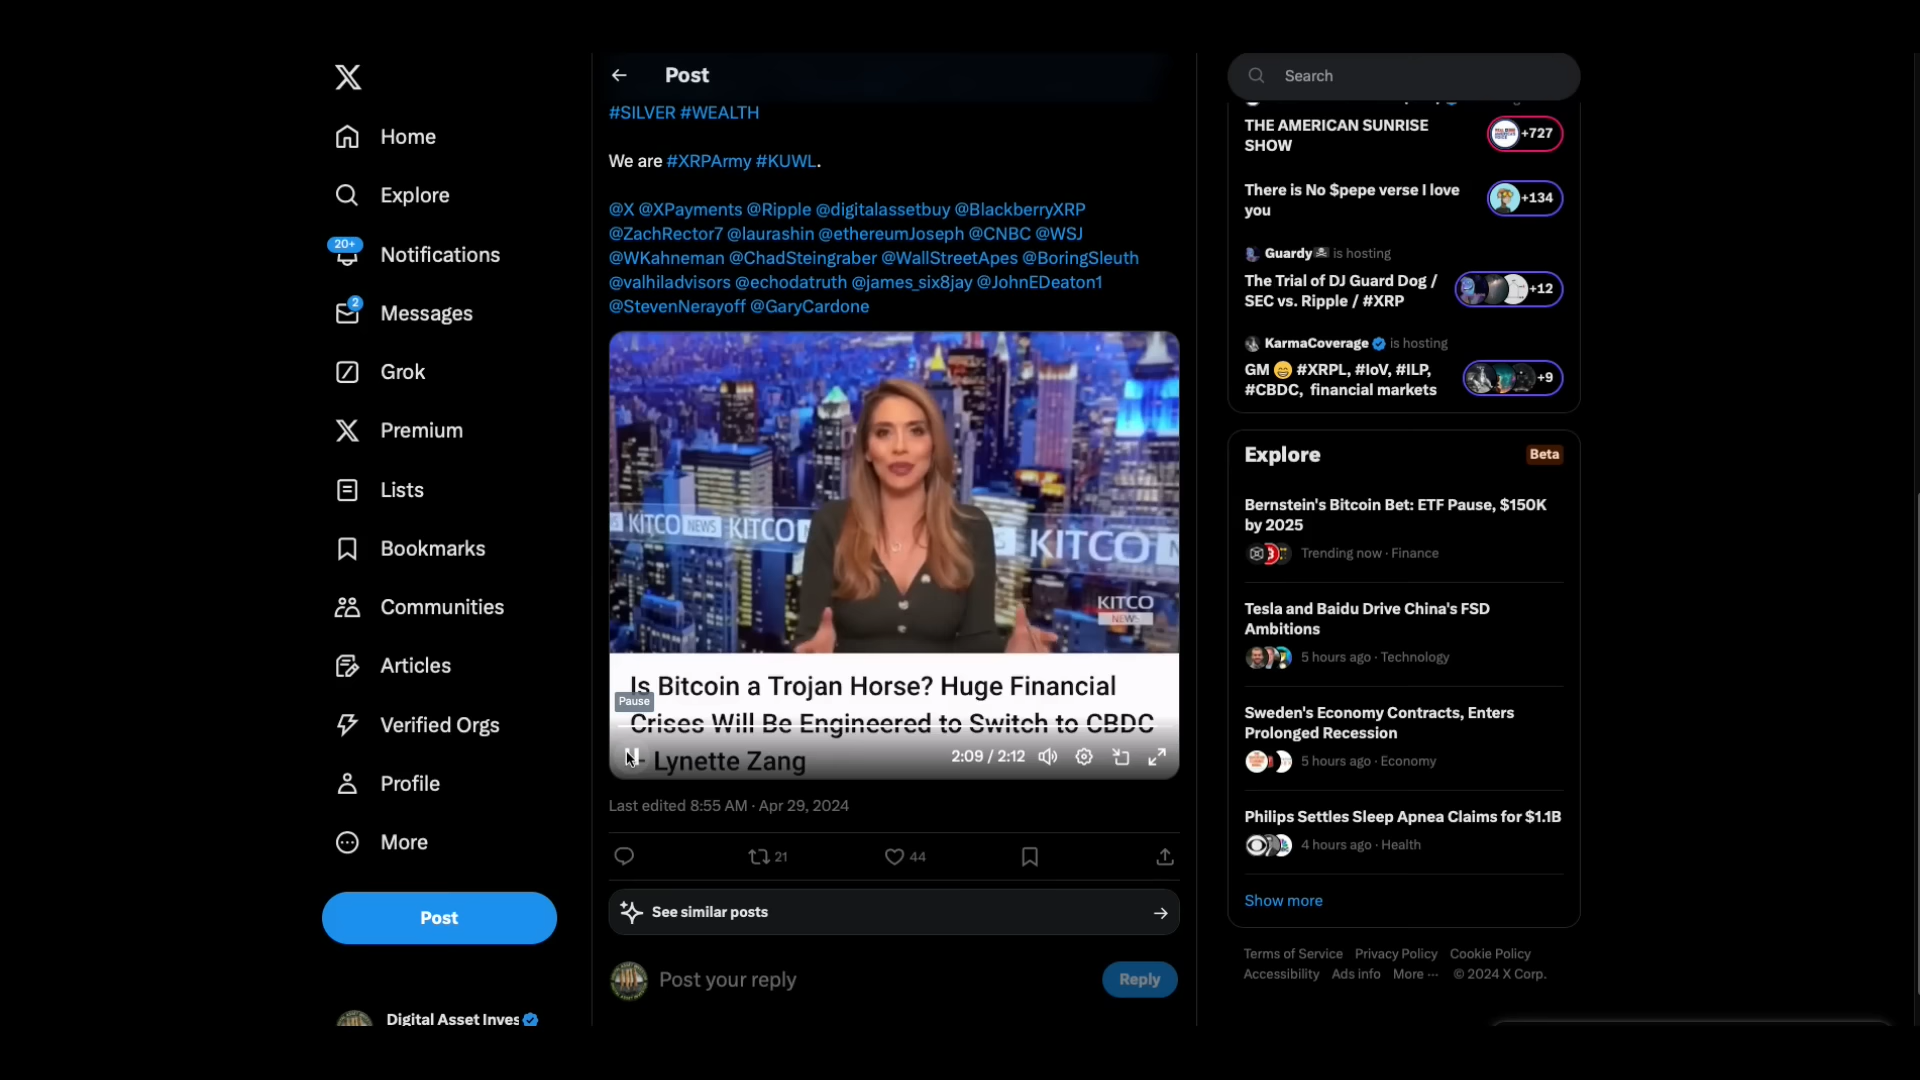 Home
Explore
20+
Notifications
2
Messages
Grok
Premium
Lists
Bookmarks
Communities
Articles
Verified Orgs
Profile
More
Post
Digital Asset Inves
Post
#SILVER #WEALTH
We are #XRPArmy #KUWL.
@X @XPayments @Ripple @digitalassetbuy @BlackberryXRP
@ZachRector7 @laurashin @ethereumJoseph @CNBC @WSJ
@WKahneman @ChadSteingraber @WallStreetApes @BoringSleuth
@valhiladvisors @echodatruth @james_six8jay @JohnEDeaton1
@StevenNerayoff @GaryCardone
KITCO NEWS KITCO
KITCO
KITCO
NEWS
Is Bitcoin a Trojan Horse? Huge Financial
Pause
Crises Will Be Engineered to Switch to CBDC
Lynette Zang
2:09 / 2:12
Last edited 8:55 AM · Apr 29, 2024
21
44
See similar posts
Post your reply
Reply
Search
THE AMERICAN SUNRISE
SHOW
+727
There is No $pepe verse I love
you
+134
Guardy is hosting
The Trial of DJ Guard Dog /
SEC vs. Ripple / #XRP
+12
KarmaCoverage is hosting
GM 😁 #XRPL, #IoV, #ILP,
#CBDC, financial markets
+9
Explore
Beta
Bernstein's Bitcoin Bet: ETF Pause, $150K
by 2025
Trending now · Finance
Tesla and Baidu Drive China's FSD
Ambitions
5 hours ago · Technology
Sweden's Economy Contracts, Enters
Prolonged Recession
5 hours ago · Economy
Philips Settles Sleep Apnea Claims for $1.1B
4 hours ago · Health
Show more
Terms of Service Privacy Policy Cookie Policy
Accessibility Ads info More ··· © 2024 X Corp.